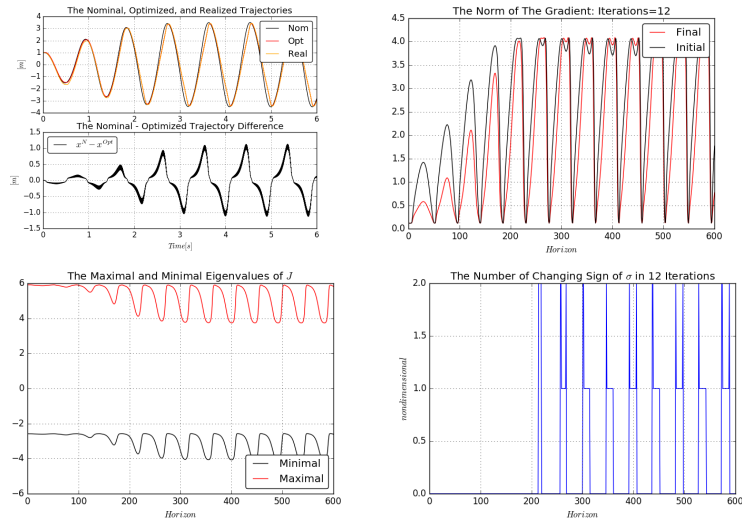 The Nominal, Optimized, and Realized Trajectories
4
3
2
1
0
−1
−2
−3
−4
[m]
Nom
Opt
Real
0 1 2 3 4 5 6
The Nominal - Optimized Trajectory Difference
1.5
1.0
0.5
0.0
−0.5
−1.0
−1.5
[m]
x^N − x^Opt
0 1 2 3 4 5 6
Time[s]
The Norm of The Gradient: Iterations=12
4.5
4.0
3.5
3.0
2.5
2.0
1.5
1.0
0.5
0.0
Final
Initial
0 100 200 300 400 500 600
Horizon
The Maximal and Minimal Eigenvalues of J
6
4
2
0
−2
−4
−6
Minimal
Maximal
0 100 200 300 400 500 600
Horizon
The Number of Changing Sign of σ in 12 Iterations
2.0
1.5
1.0
0.5
0.0
nondimensional
0 100 200 300 400 500 600
Horizon